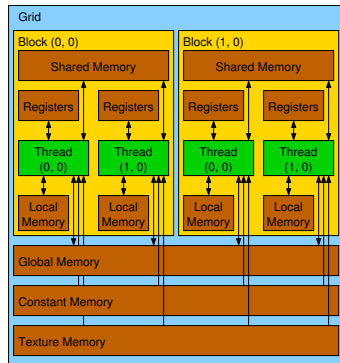 Grid
Block (0, 0)
Shared Memory
Registers
Registers
Thread
(0, 0)
Thread
(1, 0)
Local
Memory
Local
Memory
Block (1, 0)
Shared Memory
Registers
Registers
Thread
(0, 0)
Thread
(1, 0)
Local
Memory
Local
Memory
Global Memory
Constant Memory
Texture Memory